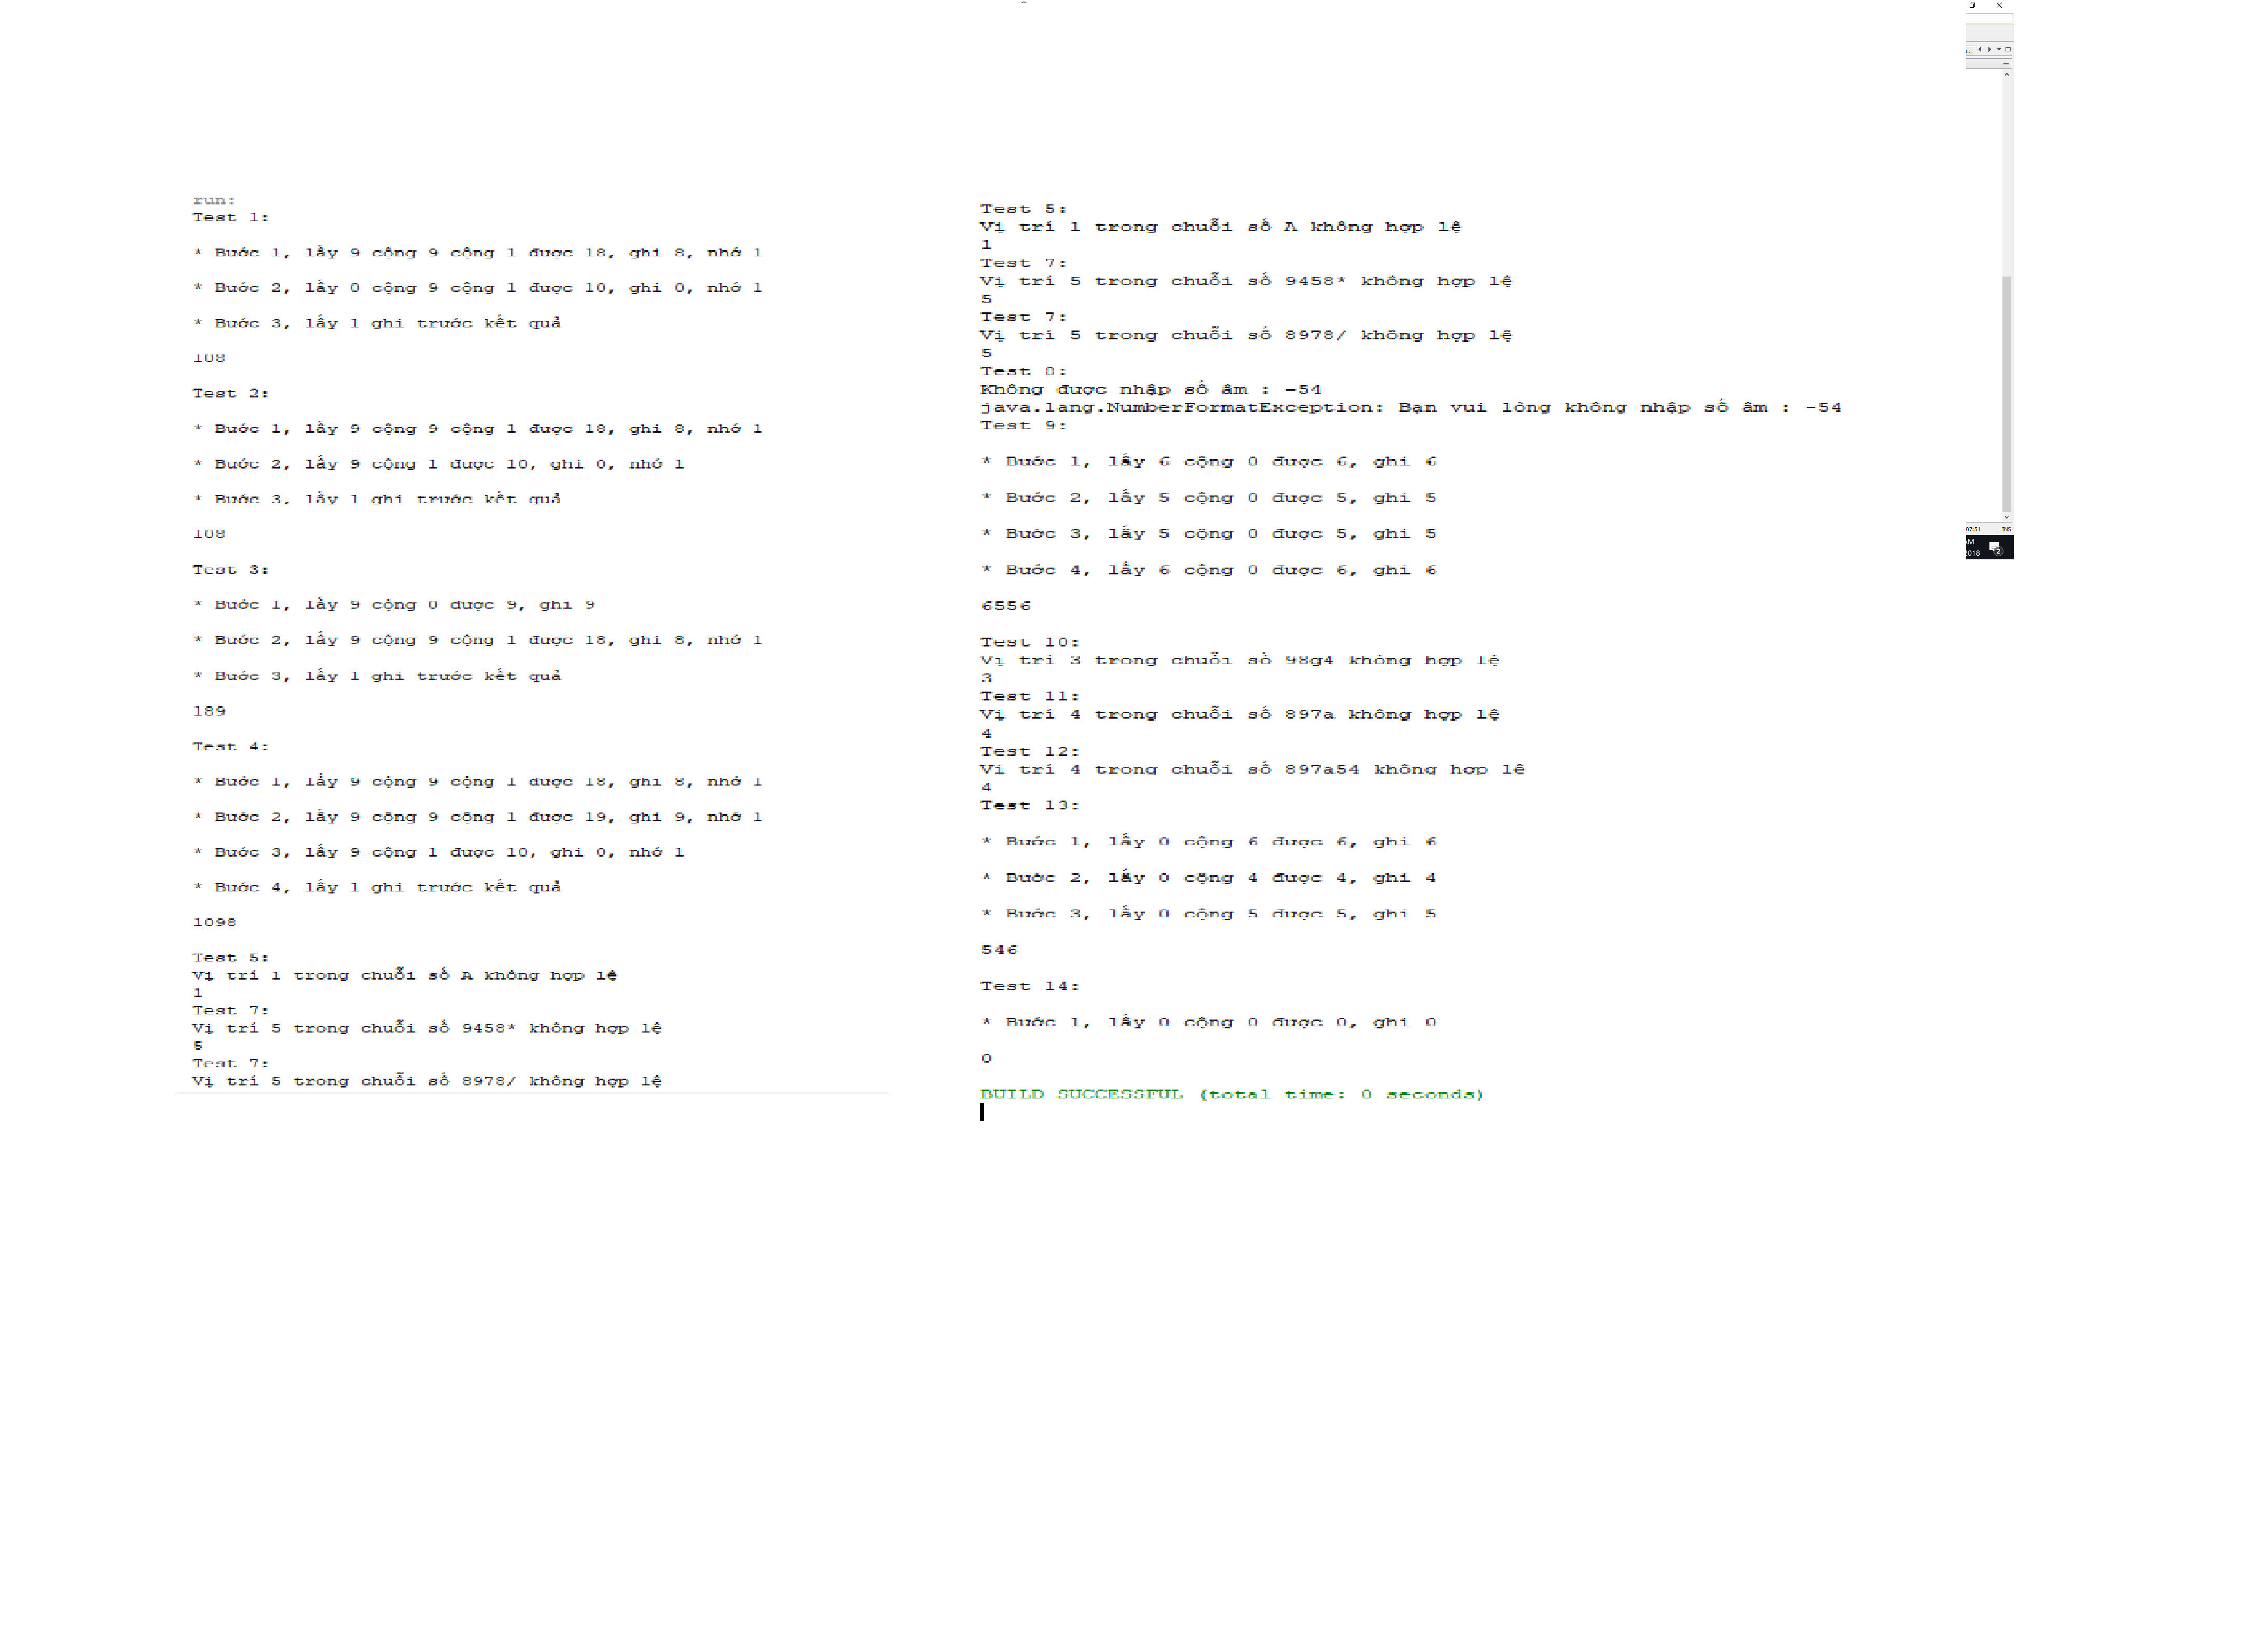 run:
Test 1:
* Bước 1, lấy 9 cộng 9 cộng 1 được 18, ghi 8, nhớ 1
* Bước 2, lấy 0 cộng 9 cộng 1 được 10, ghi 0, nhớ 1
* Bước 3, lấy 1 ghi trước kết quả
108
Test 2:
* Bước 1, lấy 9 cộng 9 cộng 1 được 18, ghi 8, nhớ 1
* Bước 2, lấy 9 cộng 1 được 10, ghi 0, nhớ 1
* Bước 3, lấy 1 ghi trước kết quả
108
Test 3:
* Bước 1, lấy 9 cộng 0 được 9, ghi 9
* Bước 2, lấy 9 cộng 9 cộng 1 được 18, ghi 8, nhớ 1
* Bước 3, lấy 1 ghi trước kết quả
189
Test 4:
* Bước 1, lấy 9 cộng 9 cộng 1 được 18, ghi 8, nhớ 1
* Bước 2, lấy 9 cộng 9 cộng 1 được 19, ghi 9, nhớ 1
* Bước 3, lấy 9 cộng 1 được 10, ghi 0, nhớ 1
* Bước 4, lấy 1 ghi trước kết quả
1098
Test 5:
Vị trí 1 trong chuỗi số A không hợp lệ
1
Test 7:
Vị trí 5 trong chuỗi số 9458* không hợp lệ
5
Test 7:
Vị trí 5 trong chuỗi số 8978/ không hợp lệ
Test 5:
Vị trí 1 trong chuỗi số A không hợp lệ
1
Test 7:
Vị trí 5 trong chuỗi số 9458* không hợp lệ
5
Test 7:
Vị trí 5 trong chuỗi số 8978/ không hợp lệ
5
Test 8:
Không được nhập số âm : -54
java.lang.NumberFormatException: Bạn vui lòng không nhập số âm : -54
Test 9:
* Bước 1, lấy 6 cộng 0 được 6, ghi 6
* Bước 2, lấy 5 cộng 0 được 5, ghi 5
* Bước 3, lấy 5 cộng 0 được 5, ghi 5
* Bước 4, lấy 6 cộng 0 được 6, ghi 6
6556
Test 10:
Vị trí 3 trong chuỗi số 98g4 không hợp lệ
3
Test 11:
Vị trí 4 trong chuỗi số 897a không hợp lệ
4
Test 12:
Vị trí 4 trong chuỗi số 897a54 không hợp lệ
4
Test 13:
* Bước 1, lấy 0 cộng 6 được 6, ghi 6
* Bước 2, lấy 0 cộng 4 được 4, ghi 4
* Bước 3, lấy 0 cộng 5 được 5, ghi 5
546
Test 14:
* Bước 1, lấy 0 cộng 0 được 0, ghi 0
0
BUILD SUCCESSFUL (total time: 0 seconds)
07:51 INS
AM
2018 2